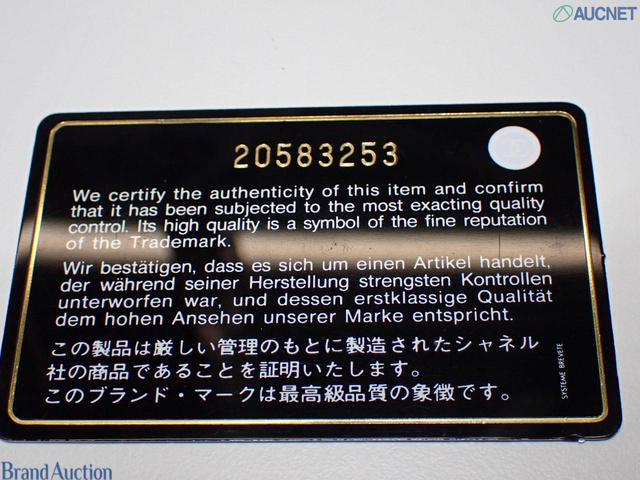 AUCNET
20583253
We certify the authenticity of this item and confirm
that it has been subjected to the most exacting quality
control. Its high quality is a symbol of the fine reputation
of the Trademark.
Wir bestätigen, dass es sich um einen Artikel handelt,
der während seiner Herstellung strengsten Kontrollen
unterworfen war, und dessen erstklassige Qualität
dem hohen Ansehen unserer Marke entspricht.
この製品は厳しい管理のもとに製造されたシャネル
社の商品であることを証明いたします。
このブランド・マークは最高級品質の象徴です。
SYSTEME BREVETE
Brand Auction